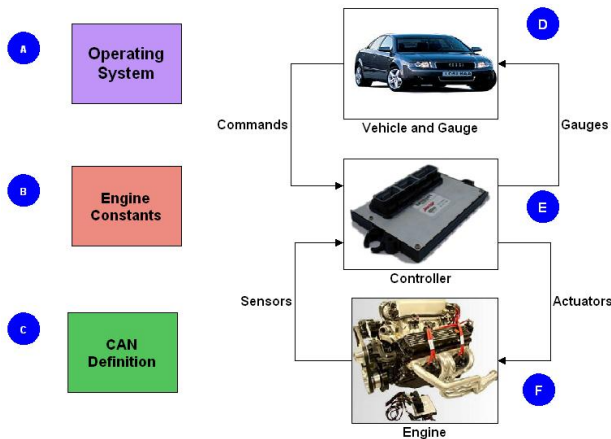 A
Operating
System
D
Commands
Vehicle and Gauge
Gauges
B
Engine
Constants
E
Controller
Sensors
Actuators
C
CAN
Definition
F
Engine